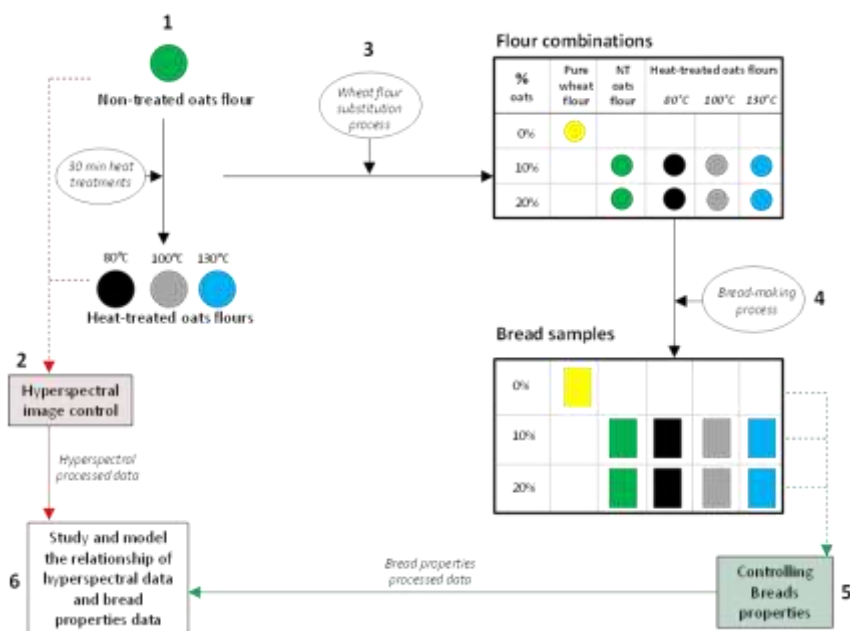 1
Non-treated oats flour
30 min heat
treatments
80°C 100°C 130°C
Heat-treated oats flours
2
Hyperspectral
image control
Hyperspectral
processed data
3
Wheat flour
substitution
process
Flour combinations
%
oats
Pure
wheat
flour
NT
oats
flour
Heat-treated oats flours
80°C 100°C 130°C
0%
10%
20%
Bread-making
process
4
Bread samples
0%
10%
20%
Controlling
Breads
properties
5
Bread properties
processed data
6
Study and model
the relationship of
hyperspectral data
and bread
properties data